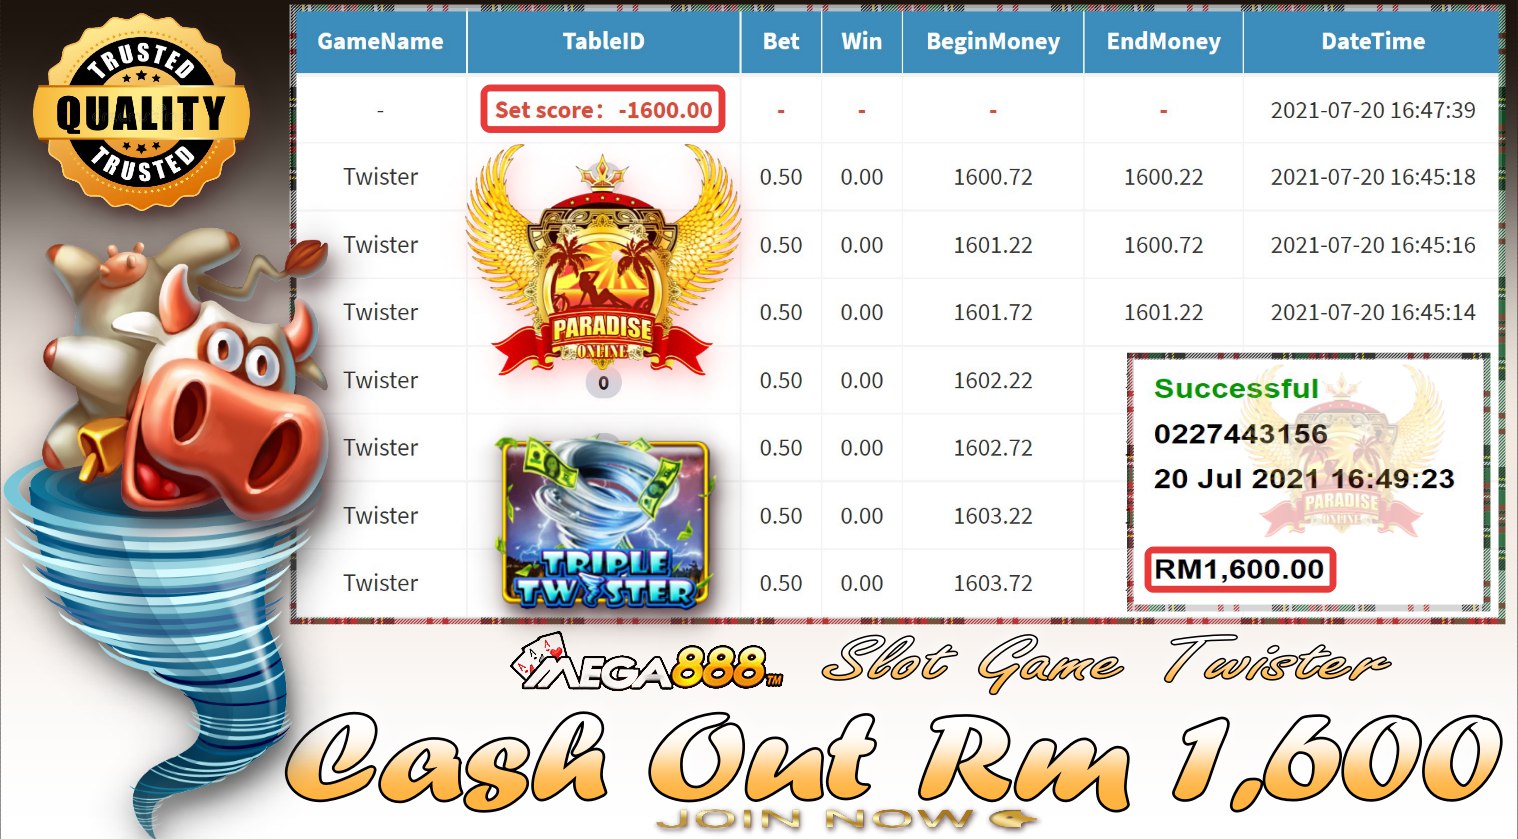 TRUSTED
QUALITY
TRUSTED
GameName TableID Bet Win BeginMoney EndMoney DateTime
- Set score: -1600.00 - - - - 2021-07-20 16:47:39
Twister 0.50 0.00 1600.72 1600.22 2021-07-20 16:45:18
Twister 0.50 0.00 1601.22 1600.72 2021-07-20 16:45:16
Twister 0.50 0.00 1601.72 1601.22 2021-07-20 16:45:14
PARADISE
ONLINE
Twister 0 0.50 0.00 1602.22
Twister 0.50 0.00 1602.72
Twister 0.50 0.00 1603.22
Twister 0.50 0.00 1603.72
TRIPLE
TWISTER
Successful
0227443156
20 Jul 2021 16:49:23
PARADISE
ONLINE
RM1,600.00
MEGA888 TM Slot Game Twister
Cash Out Rm 1,600
JOIN NOW